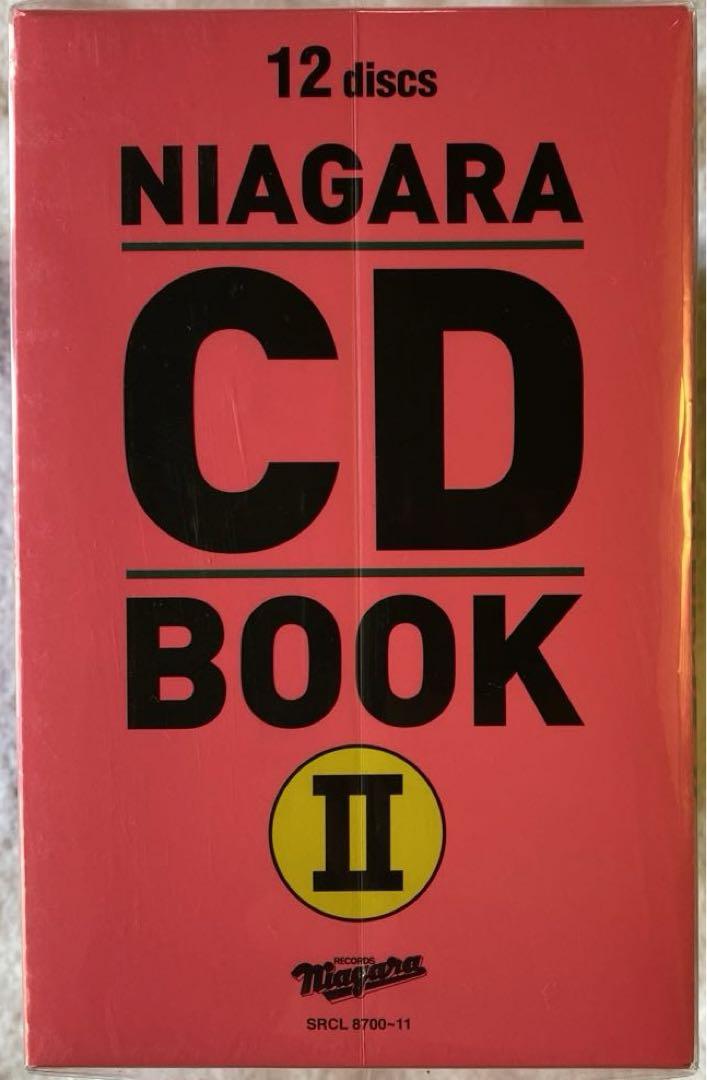 12 discs
NIAGARA
CD
BOOK
II
RECORDS
Niagara
SRCL 8700~11